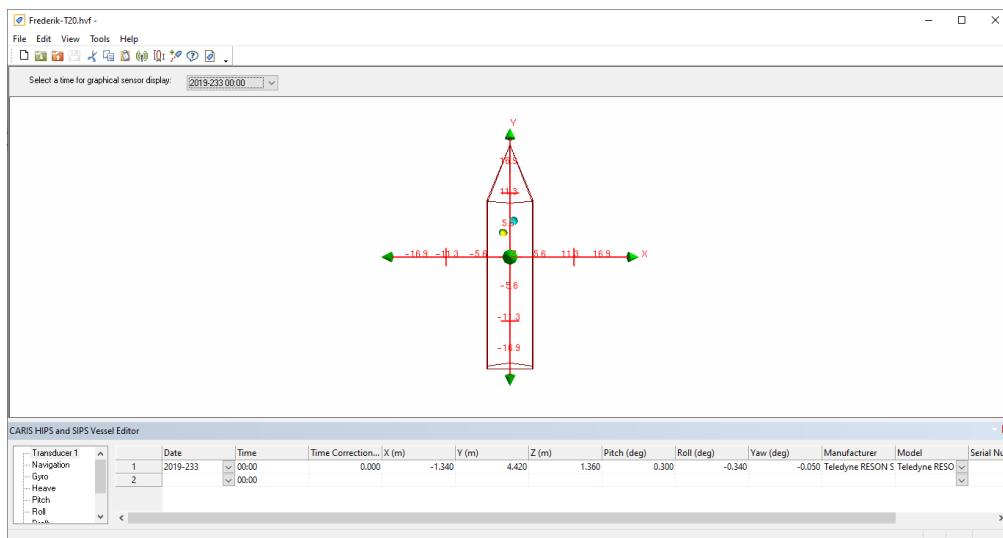 Frederik-T20.hvf -
File Edit View Tools Help
Select a time for graphical sensor display: 2019-233 00:00
Y
16.9
11.3
5.6
-16.9 -11.3 -5.6 5.6 11.3 16.9 X
-5.6
-11.3
-16.9
CARIS HIPS and SIPS Vessel Editor
Transducer 1
Navigation
Gyro
Heave
Pitch
Roll
Date Time Time Correction... X (m) Y (m) Z (m) Pitch (deg) Roll (deg) Yaw (deg) Manufacturer Model Serial Nu
1 2019-233 00:00 0.000 -1.340 4.420 1.360 0.300 -0.340 -0.050 Teledyne RESON S Teledyne RESO
2 00:00